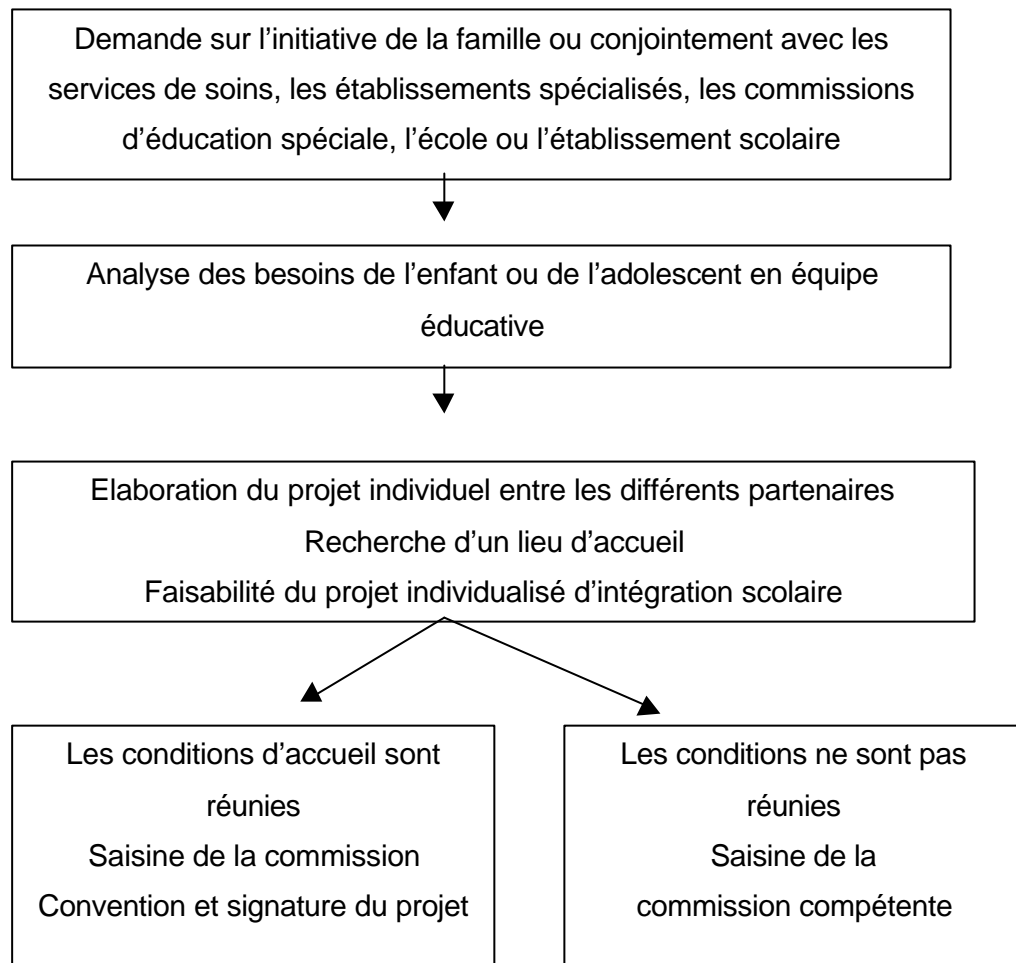 Demande sur l’initiative de la famille ou conjointement avec les
services de soins, les établissements spécialisés, les commissions
d’éducation spéciale, l’école ou l’établissement scolaire
Analyse des besoins de l’enfant ou de l’adolescent en équipe
éducative
Elaboration du projet individuel entre les différents partenaires
Recherche d’un lieu d’accueil
Faisabilité du projet individualisé d’intégration scolaire
Les conditions d’accueil sont
réunies
Saisine de la commission
Convention et signature du projet
Les conditions ne sont pas
réunies
Saisine de la
commission compétente